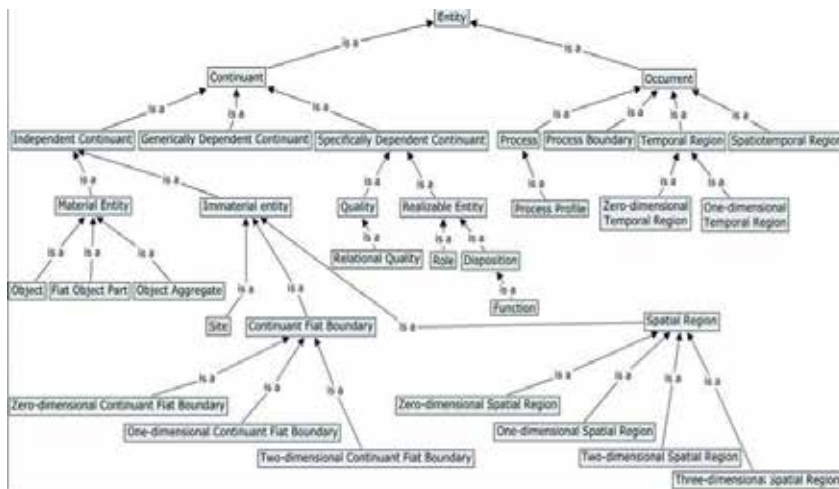 Entity
is a
is a
Continuant
Occurrent
is a
is a
is a
is a
is a
is a
is a
Independent Continuant
Generically Dependent Continuant
Specifically Dependent Continuant
Process
Process Boundary
Temporal Region
Spatiotemporal Region
is a
is a
is a
is a
is a
is a
is a
Material Entity
Immaterial entity
Quality
Realizable Entity
Process Profile
Zero-dimensional
Temporal Region
One-dimensional
Temporal Region
is a
is a
is a
is a
is a
is a
Relational Quality
Role
Disposition
Object
Fiat Object Part
Object Aggregate
is a
is a
is a
Function
Site
Continuant Fiat Boundary
is a
Spatial Region
is a
is a
is a
is a
is a
is a
is a
Zero-dimensional Continuant Fiat Boundary
Zero-dimensional Spatial Region
One-dimensional Continuant Fiat Boundary
One-dimensional Spatial Region
Two-dimensional Continuant Fiat Boundary
Two-dimensional Spatial Region
Three-dimensional Spatial Region